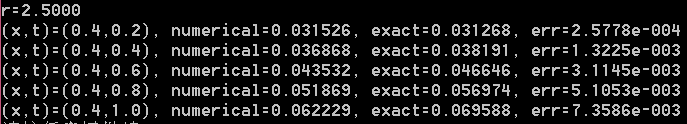 r=2.5000
(x,t)=(0.4,0.2), numerical=0.031526, exact=0.031268, err=2.5778e-004
(x,t)=(0.4,0.4), numerical=0.036868, exact=0.038191, err=1.3225e-003
(x,t)=(0.4,0.6), numerical=0.043532, exact=0.046646, err=3.1145e-003
(x,t)=(0.4,0.8), numerical=0.051869, exact=0.056974, err=5.1053e-003
(x,t)=(0.4,1.0), numerical=0.062229, exact=0.069588, err=7.3586e-003